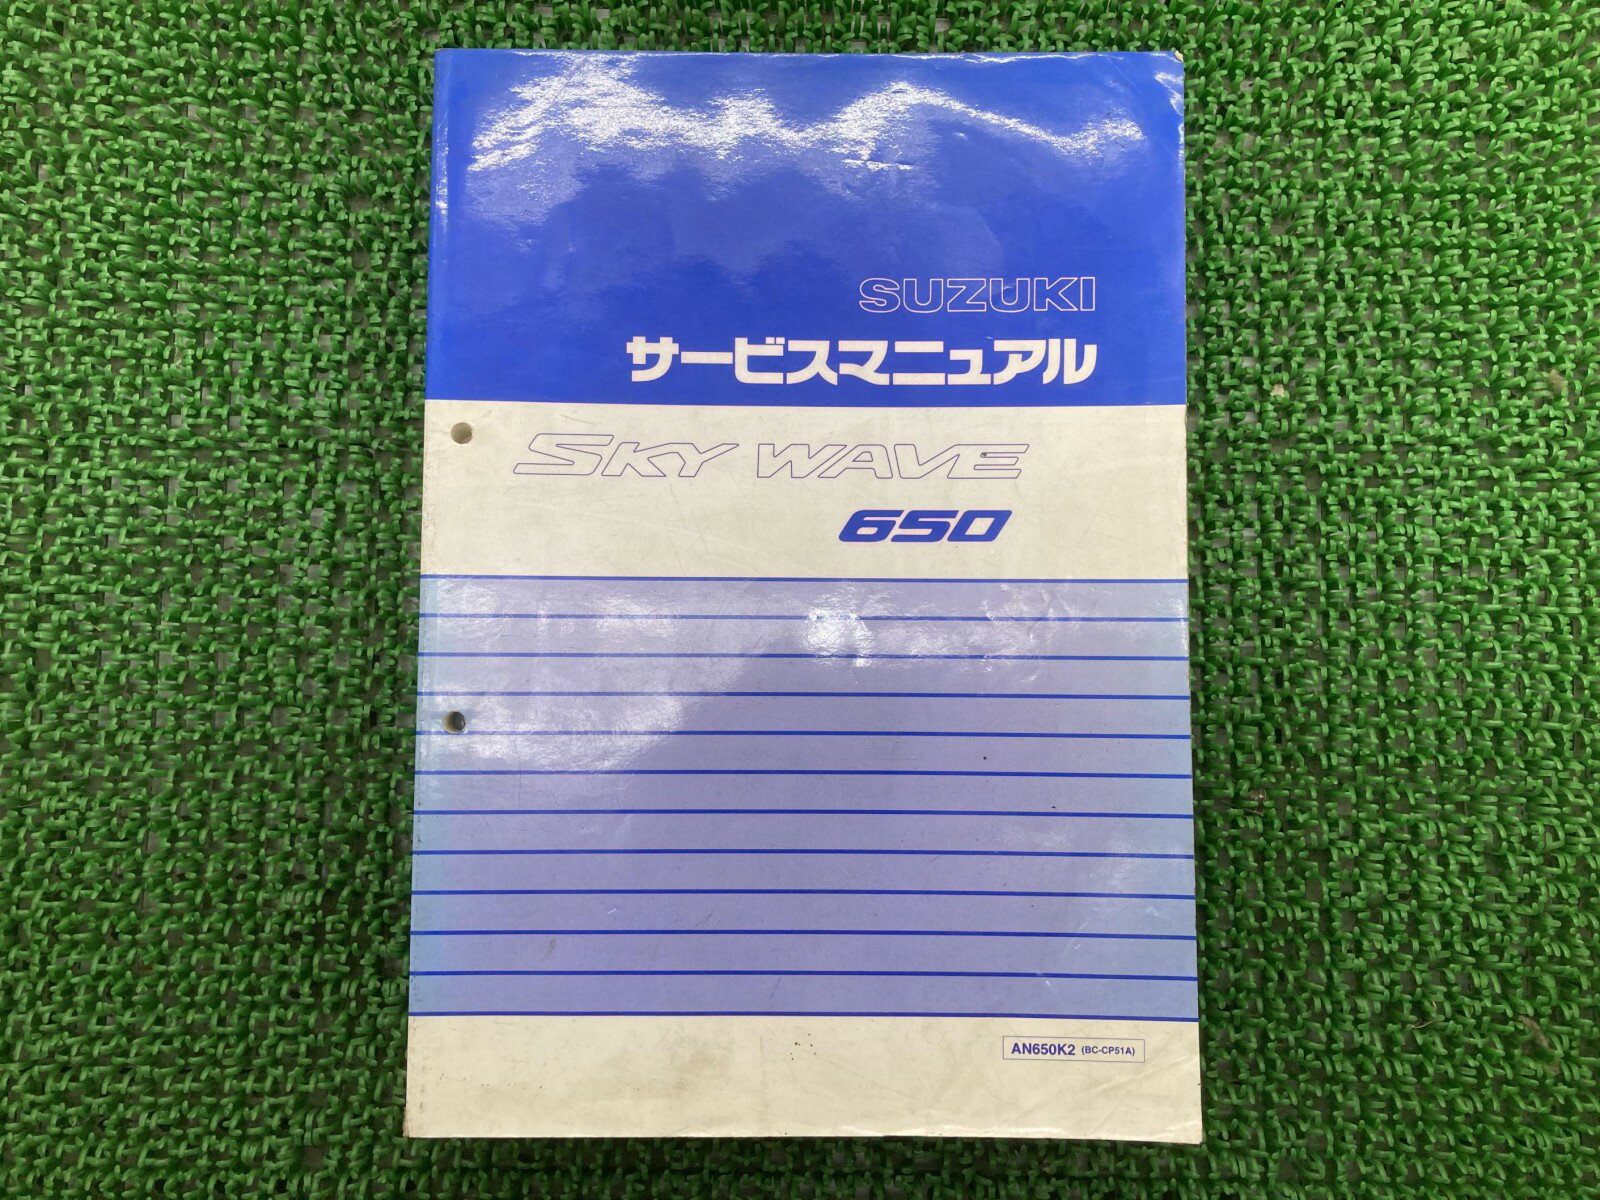 SUZUKI
サービスマニュアル
SKY WAVE
650
AN650K2 (BC-CP51A)